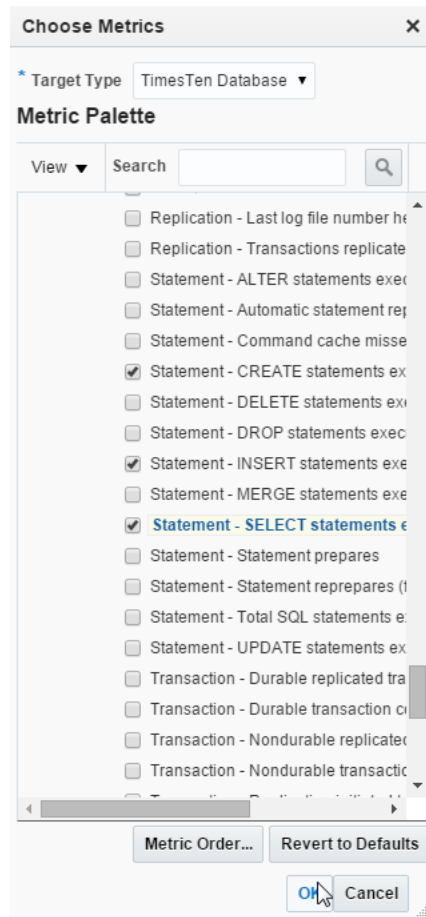 Choose Metrics
* Target Type TimesTen Database
Metric Palette
View Search
Replication - Last log file number he
Replication - Transactions replicate
Statement - ALTER statements exec
Statement - Automatic statement rep
Statement - Command cache misse
Statement - CREATE statements ex
Statement - DELETE statements exe
Statement - DROP statements exec
Statement - INSERT statements exe
Statement - MERGE statements exe
Statement - SELECT statements e
Statement - Statement prepares
Statement - Statement reprepares (f
Statement - Total SQL statements e
Statement - UPDATE statements ex
Transaction - Durable replicated tra
Transaction - Durable transaction c
Transaction - Nondurable replicated
Transaction - Nondurable transactic
Metric Order... Revert to Defaults
OK Cancel